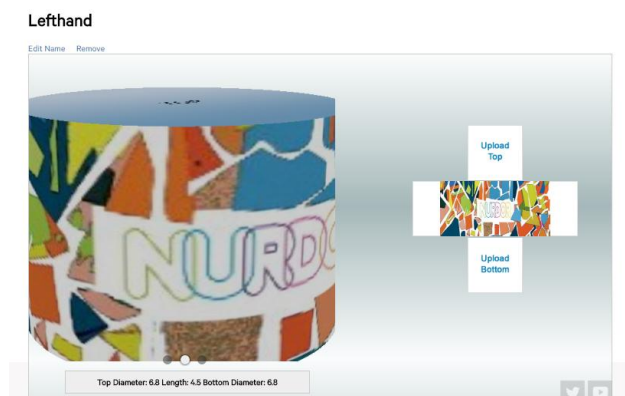 Lefthand
Edit Name Remove
Upload
Top
NURDO
NURDO
Upload
Bottom
Top Diameter: 6.8 Length: 4.5 Bottom Diameter: 6.8